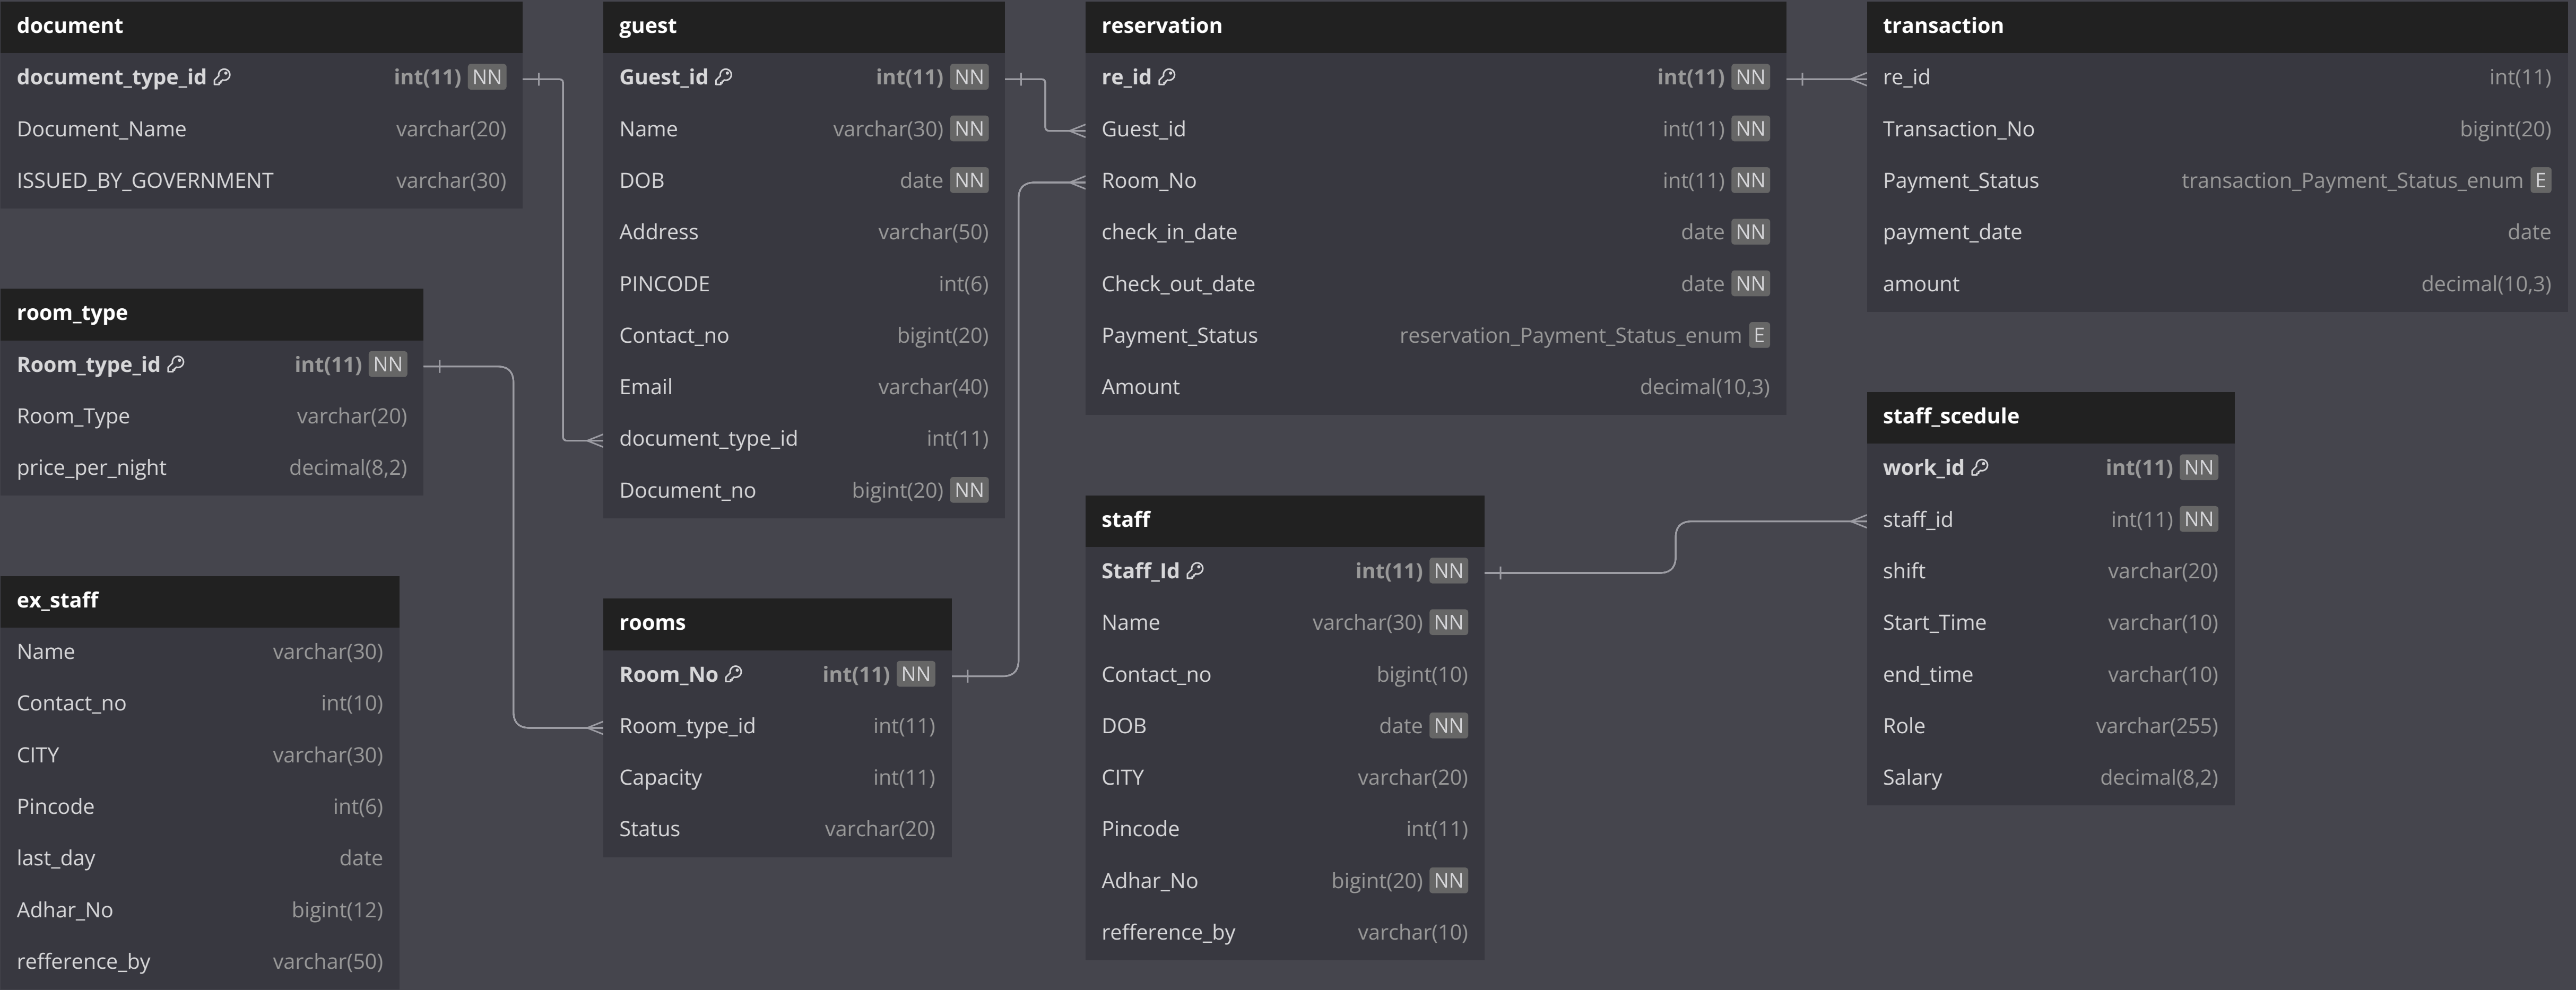 document
document_type_id int(11) NN
Document_Name varchar(20)
ISSUED_BY_GOVERNMENT varchar(30)
room_type
Room_type_id int(11) NN
Room_Type varchar(20)
price_per_night decimal(8,2)
ex_staff
Name varchar(30)
Contact_no int(10)
CITY varchar(30)
Pincode int(6)
last_day date
Adhar_No bigint(12)
refference_by varchar(50)
guest
Guest_id int(11) NN
Name varchar(30) NN
DOB date NN
Address varchar(50)
PINCODE int(6)
Contact_no bigint(20)
Email varchar(40)
document_type_id int(11)
Document_no bigint(20) NN
rooms
Room_No int(11) NN
Room_type_id int(11)
Capacity int(11)
Status varchar(20)
reservation
re_id int(11) NN
Guest_id int(11) NN
Room_No int(11) NN
check_in_date date NN
Check_out_date date NN
Payment_Status reservation_Payment_Status_enum E
Amount decimal(10,3)
staff
Staff_Id int(11) NN
Name varchar(30) NN
Contact_no bigint(10)
DOB date NN
CITY varchar(20)
Pincode int(11)
Adhar_No bigint(20) NN
refference_by varchar(10)
transaction
re_id int(11)
Transaction_No bigint(20)
Payment_Status transaction_Payment_Status_enum E
payment_date date
amount decimal(10,3)
staff_scedule
work_id int(11) NN
staff_id int(11) NN
shift varchar(20)
Start_Time varchar(10)
end_time varchar(10)
Role varchar(255)
Salary decimal(8,2)